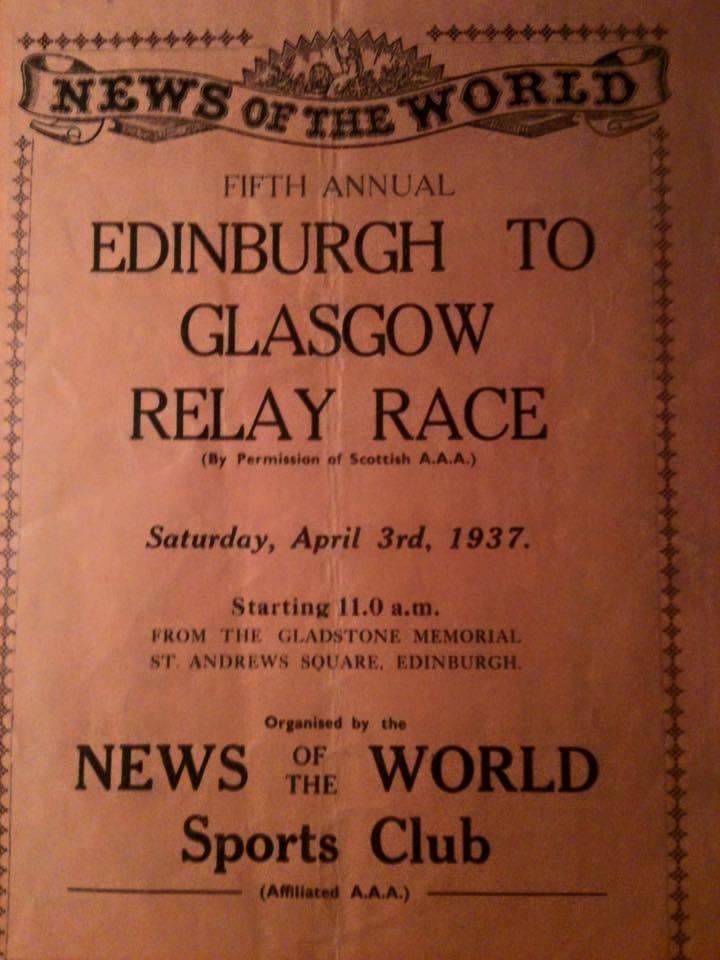 NEWS OF THE WORLD
FIFTH ANNUAL
EDINBURGH TO
GLASGOW
RELAY RACE
(By Permission of Scottish A.A.A.)
Saturday, April 3rd, 1937.
Starting 11.0 a.m.
FROM THE GLADSTONE MEMORIAL
ST. ANDREWS SQUARE, EDINBURGH.
Organised by the
NEWS OF THE WORLD
Sports Club
(Affiliated A.A.A.)